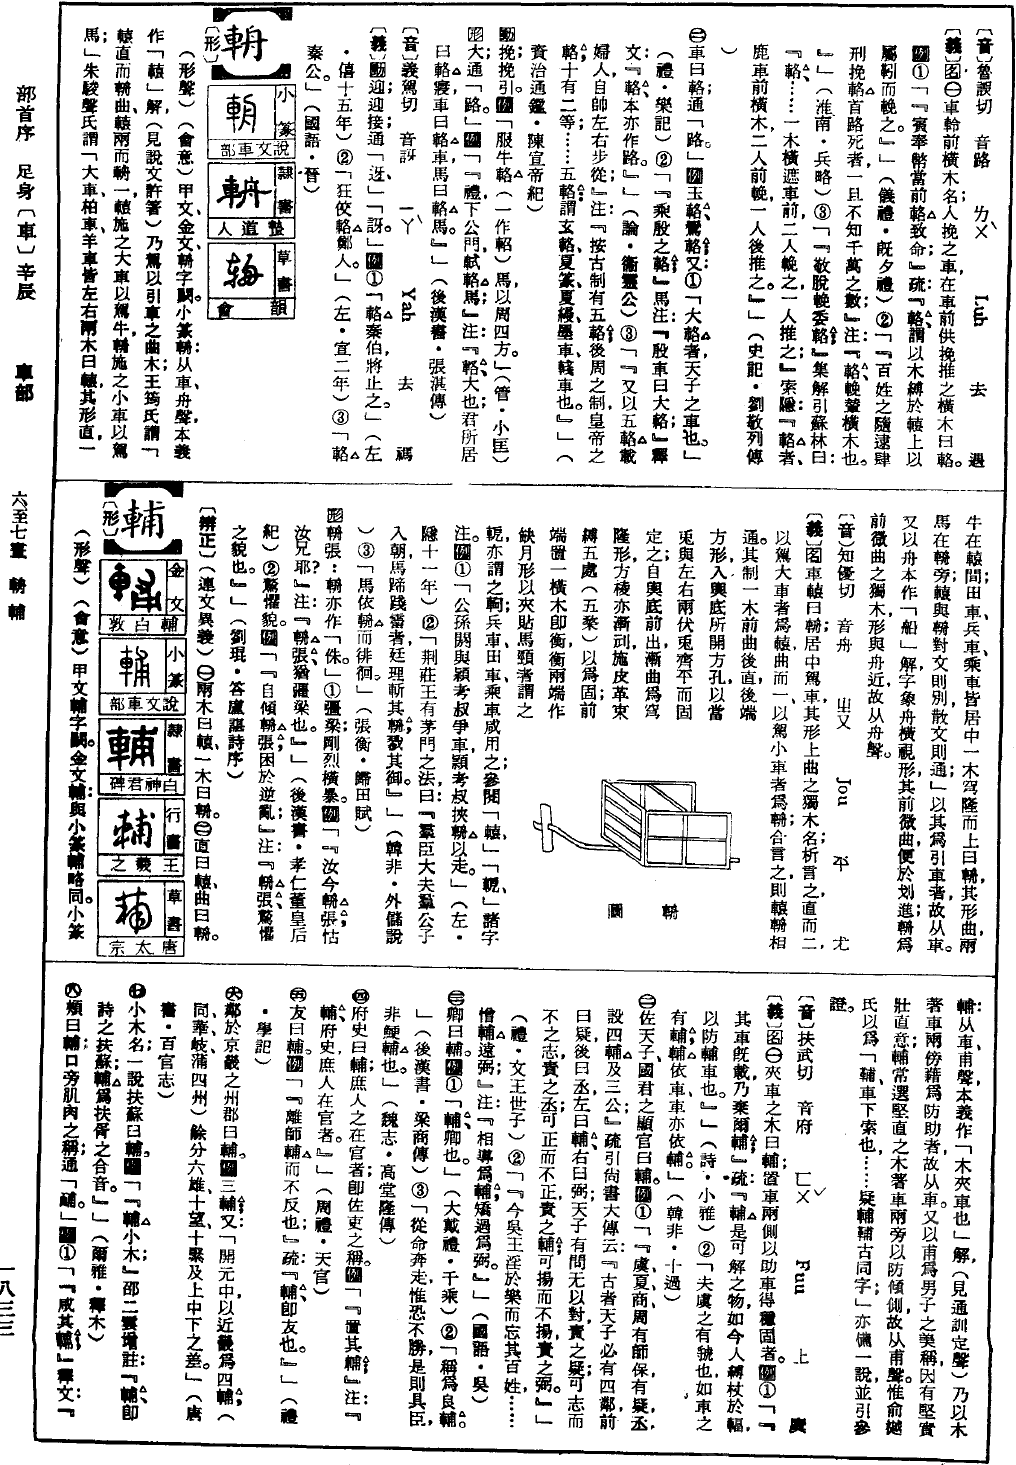 〔音〕魯誤切　音路　ㄌㄨˋ　Luh　去　遇
〔義〕名㊀車軨前橫木名人挽之車在車前供挽推之橫木曰輅。
例①「『賓奉幣當前輅致命』疏『輅謂以木縛於轅上以
屬靷而輓之。』」(儀禮・既夕禮)②「『百姓之隨逮肆
刑挽輅首路死者一旦不知千萬之數』注:『輅輓輦橫木也。
』」(淮南・兵略)③「『敬脫輓委輅』集解引蘇林曰:
『輅……一木橫遮車前二人輓之一人推之』索隱『輅者、
鹿車前橫木二人前輓一人後推之。』」(史記・劉敬列傳
)
㊁車曰輅通「路。」例玉輅鸞輅又①「『大輅者天子之車也。」
(禮・樂記)②「『乘殷之輅』馬注:『殷車曰大輅』釋
文:『輅本亦作路。』」(論・衞靈公)③「『又以五輅載
婦人自帥左右步從』注『按古制有五輅後周之制皇帝之
輅十有二等……五輅謂玄輅夏篆夏縵墨車棧車也。』」(
資治通鑑・陳宣帝紀)
動挽挽引。例「服牛輅(一作軺)馬以周四方。」(管・小匡)
形大通「路。」例「『禮下公門軾輅馬』注『輅大也君所居
曰輅寢車曰輅車馬曰輅馬。』」(後漢書・張湛傳)
〔音〕義駕切　音訝　ㄧㄚˋ　Yah　去　禡
〔義〕動迎迎接通「迓」「訝。」例①「輅秦伯將止之。」(左
・僖十五年)②「狂狡輅鄭人」(左・宣二年)③「輅
秦公。」(國語・晉)
輈
〔形〕
小篆　說文車部
隸書　塾道人
草書　韻會
(形聲)(會意)甲文金文輈字闕。小篆輈:从車舟聲本義
作「轅」解(見說文許著)乃駕以引車之曲木王筠氏謂「
轅直而輈曲轅兩而輈一轅施之大車以駕牛輈施之小車以駕
馬」朱駿聲氏謂「大車、柏車羊車皆左右兩木曰轅其形直一
牛在轅間田車、兵車、乘車皆居中一木穹隆而上曰輈其形曲兩
馬在輈旁轅與輈對文則別散文則通」以其爲引車者故从車。
又以舟本作「船」解字象舟橫視形其前微曲便於划進輈爲
前微曲之獨木形與舟近故从舟聲。
〔音〕知優切　音舟　ㄓㄡ　Jou　平　尤
〔義〕名車轅曰輈居中駕車其形上曲之獨木名析言之直而二
以駕大車者爲轅曲而一以駕小車者爲輈合言之則轅輈相
通其制一木前曲後直後端
方形入輿底所開方孔以當
兎與左右兩伏兎齊平而固
定之自輿底前出漸曲爲穹
隆形方稜亦漸刓施皮革束
縛五處(五楘)以爲固前
端置一橫木卽衡衡兩端作
缺月形以夾貼馬頸者謂之
軛亦謂之軥兵車田車乘車咸用之參閱「轅」「軛」諸字
注。例①「公孫閼與潁考叔爭車潁考叔挾輈以走。」(左・
隱十一年)②「荆莊王有茅門之法:曰『羣臣大夫羣公子
入朝馬蹄踐霤者廷理斬其輈戮其御。』」(韓非・外儲說
)③「馬依輈而徘徊。」(張衡・歸田賦)
輈圖
形輈張:輈亦作「侏」①彊梁剛烈橫暴例「『汝今輈張怙
汝兄耶?』注:『輈張猶彊梁也』」(後漢書・孝仁董皇后
紀)②驚懼貌例「『自傾輈張困於逆亂』注:『輈張驚懼
之貌也。』」(劉琨・答盧諶詩序)
〔辨正〕(連文異義)㊀兩木曰轅、一木曰輈。㊁直曰轅曲曰輈。
輔
〔形〕
金文　輔白敦
小篆　說文車部
隸書　白神君碑
行書　王羲之
草書　唐太宗
(形聲)(會意)甲文輔字闕。金文輔與小篆輔略同。小篆
輔:从車甫聲本義作「木夾車也」解(見通訓定聲)乃以木
著車兩傍藉爲防助者故从車又以甫爲男子之美稱因有堅實
壯直意輔常選堅直之木著車兩旁以防傾側故从甫聲惟俞樾
氏以爲「輔車下索也……疑輔䩉古同字」亦備一說並引參
證。
〔音〕扶武切　音府　ㄈㄨˇ　Fuu　上　麌
〔義〕名㊀夾車之木曰輔置車兩側以助車得穩固者。例①「『
其車旣載乃棄爾輔』疏『輔是可解之物如今人縛杖於輻
以防輔車也。』」(詩・小雅)②「夫虞之有虢也如車之
有輔輔依車車亦依輔。」(韓非・十過)
㊁佐天子國君之顯官曰輔。例①「『虞夏商周有師保有疑丞
設四輔及三公』疏引尙書大傳云『古者天子必有四鄰前
曰疑後曰丞左曰輔右曰弼;天子有問无以對責之疑可志而
不之志責之丞可正而不正責之輔可揚而不揚責之弼。』」
(禮・文王世子)②「『今吳王淫於樂而忘其百姓……
憎輔遠弼』注『相導爲輔矯過爲弼。』」(國語・吳)
㊂卿曰輔。例①「輔卿也。」(大戴禮・千乘)②「稱爲良輔。
」(後漢書・梁商傳)③「從命奔走惟恐不勝是則具臣
非鯁輔也。」(魏志・高堂隆傳)
㊃府史曰輔庶人之在官者卽佐吏之稱。例「『置其輔』注『
輔府史庶人在官者。』」(周禮・天官)
㊄友曰輔。例「『離師輔而不反也』疏『輔卽友也。』」(禮
・學記)
㊅鄰於京畿之州郡曰輔。例三輔又「開元中以近畿爲四輔(
同華岐蒲四州)餘分六雄十望十緊及上中下之差。」(唐
書・百官志)
㊆小木名一說扶蘇曰輔。例「『輔小木』邵二雲增註:『輔卽
詩之扶蘇輔爲扶胥之合音。』」(爾雅・釋木)
㊇頰曰輔口旁肌肉之稱通「䩉。」例①「『咸其輔』釋文『
部首序　足身〔車〕辛辰　車部　六至七畫　輈輔　一八三三